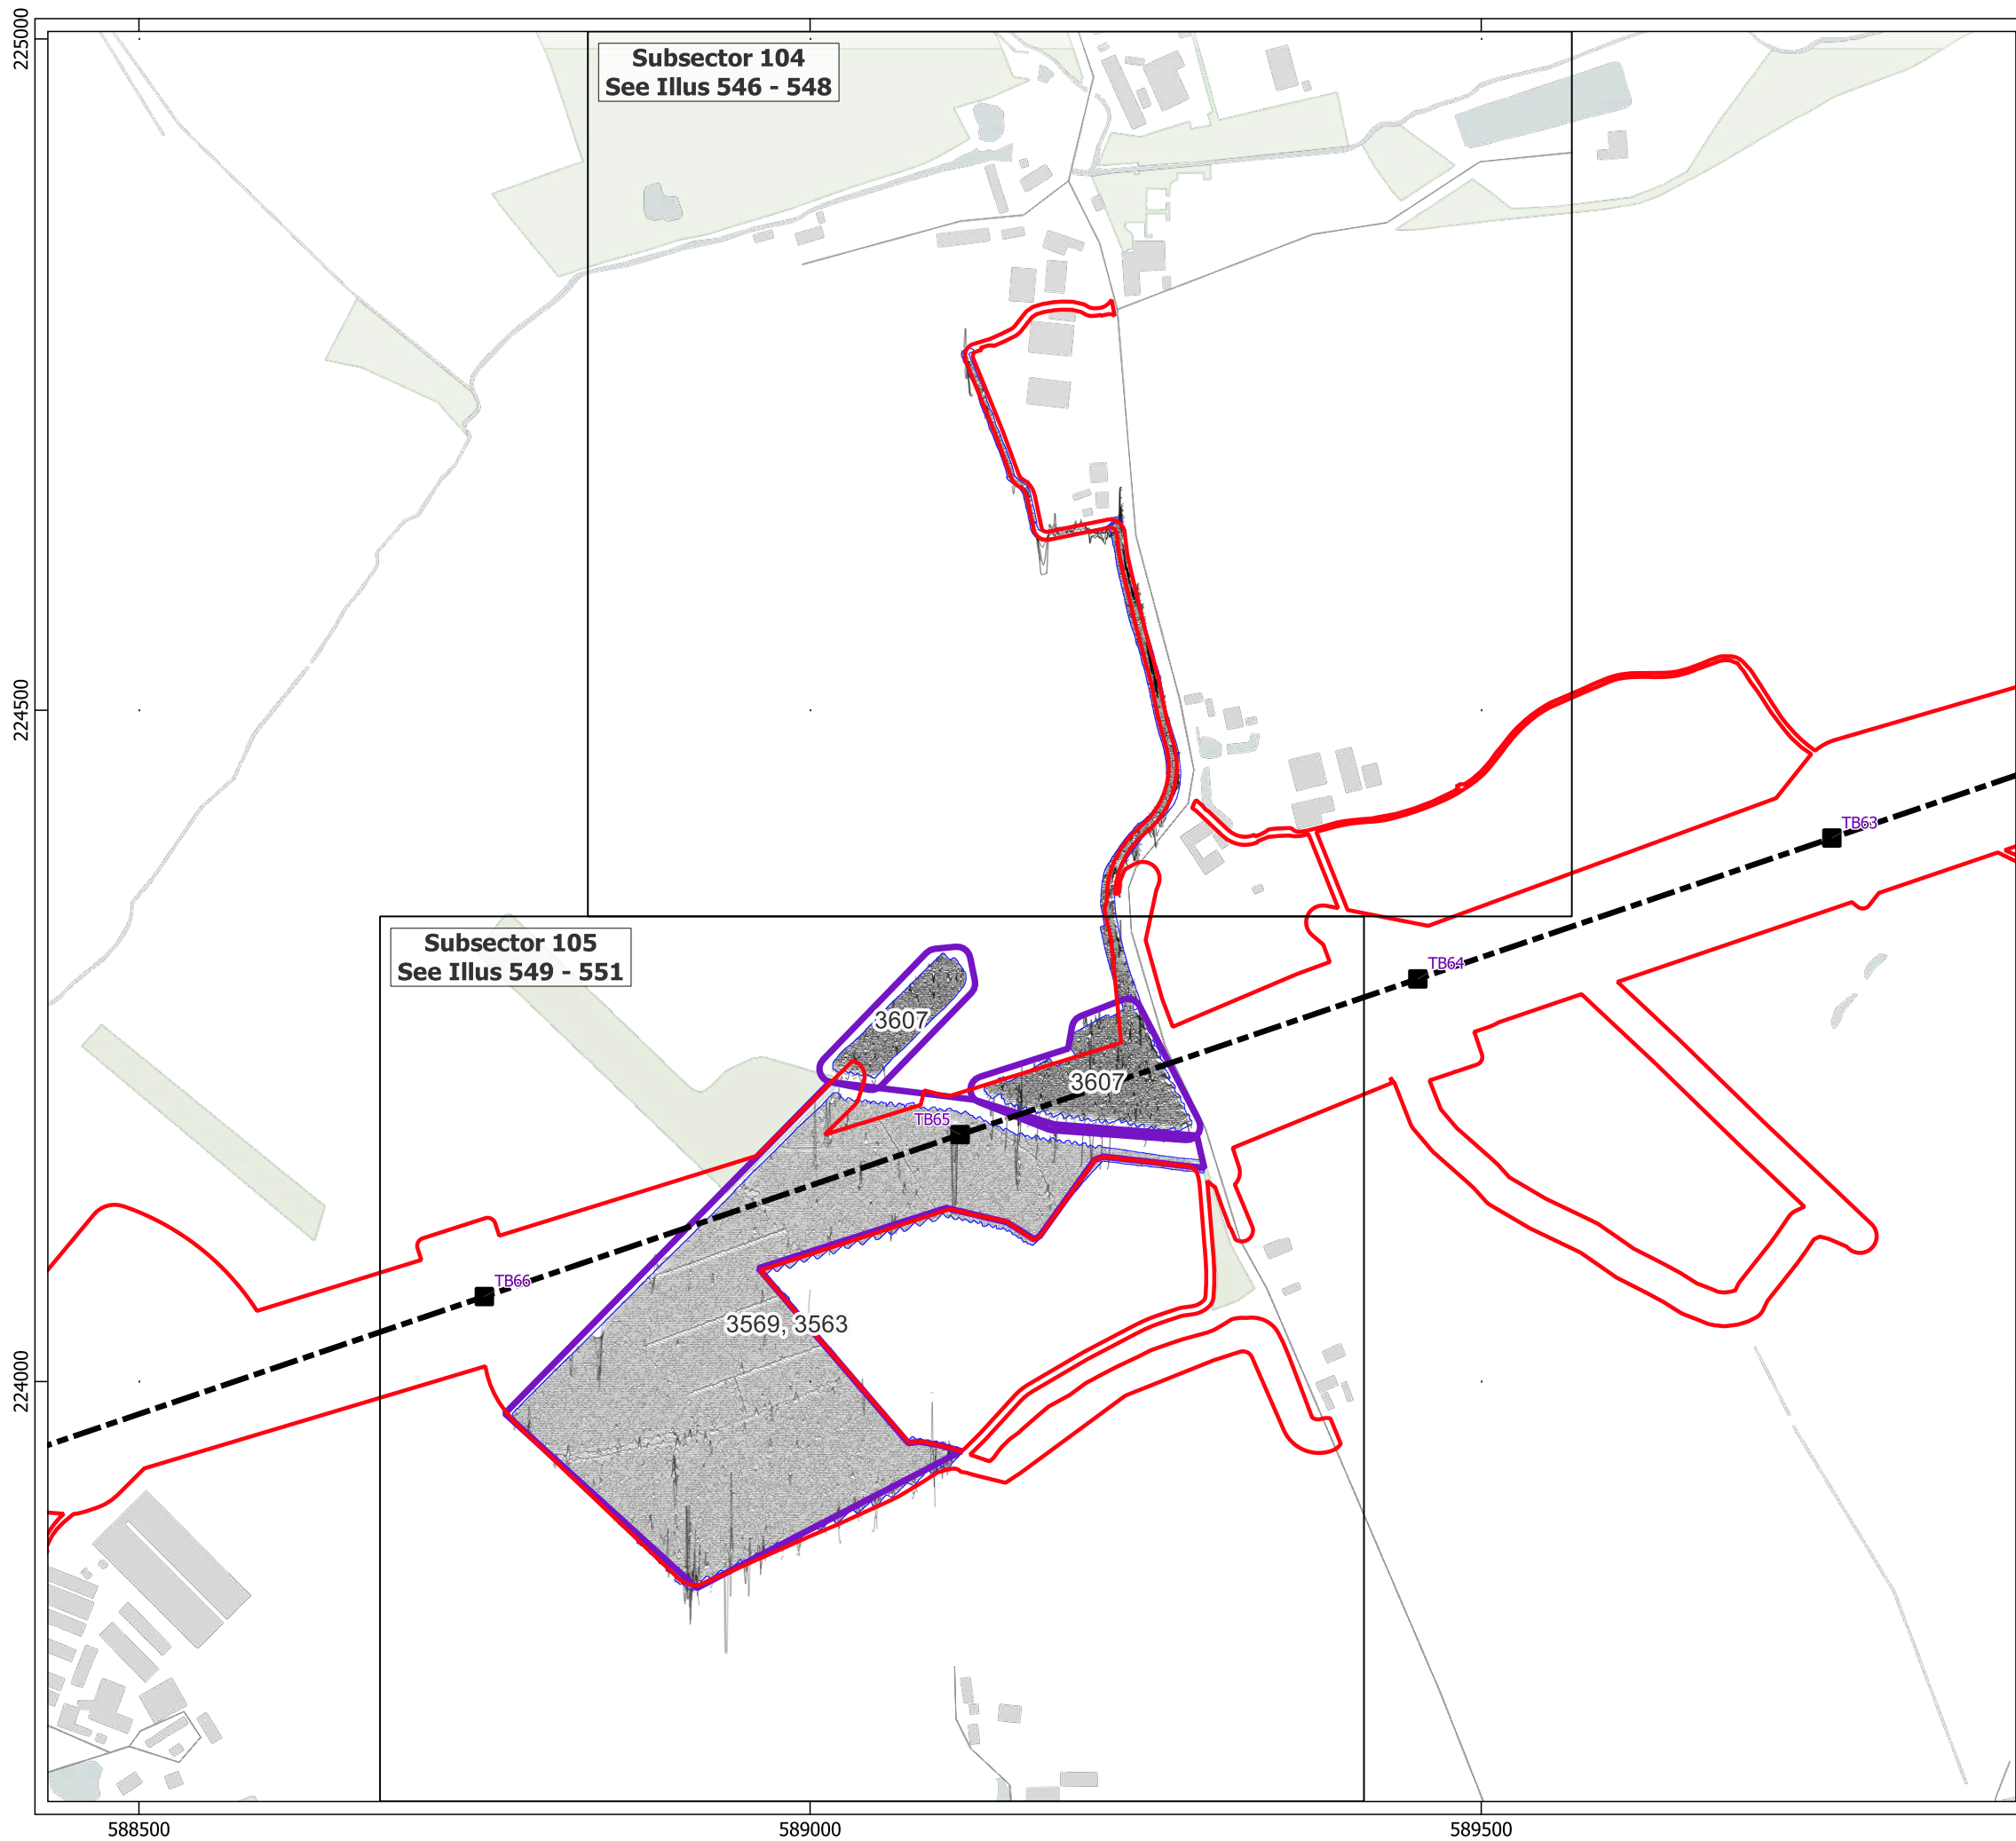 225000
Subsector 104
See Illus 546 - 548
224500
TB63
Subsector 105
See Illus 549 - 551
TB64
3607
3607
TB65
TB66
3569, 3563
224000
588500
589000
589500